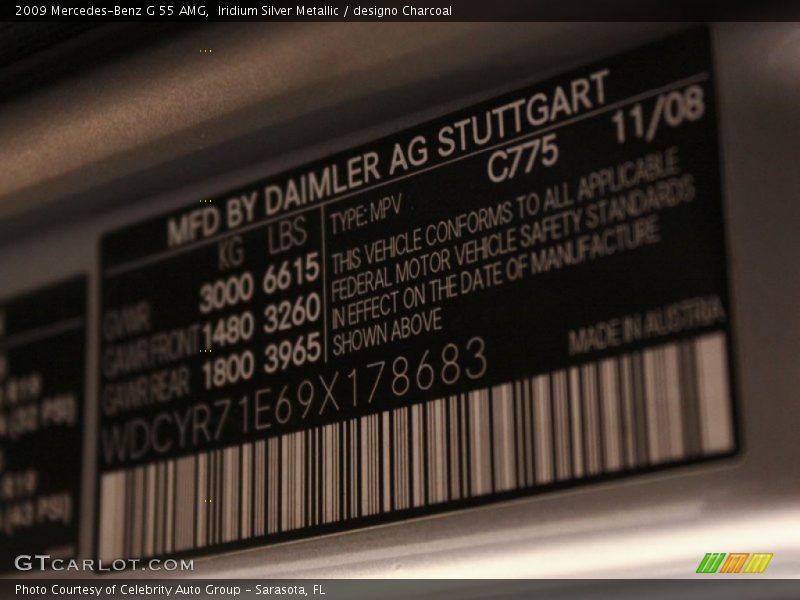 2009 Mercedes-Benz G 55 AMG,  Iridium Silver Metallic / designo Charcoal
MFD BY DAIMLER AG STUTTGART
C775 11/08
KG LBS
TYPE: MPV
GVWR 3000 6615
GAWR FRONT 1480 3260
GAWR REAR 1800 3965
THIS VEHICLE CONFORMS TO ALL APPLICABLE
FEDERAL MOTOR VEHICLE SAFETY STANDARDS
IN EFFECT ON THE DATE OF MANUFACTURE
SHOWN ABOVE
MADE IN AUSTRIA
WDCYR71E69X178683
PSI)
(43 PSI)
GTCARLOT.COM
Photo Courtesy of Celebrity Auto Group - Sarasota, FL